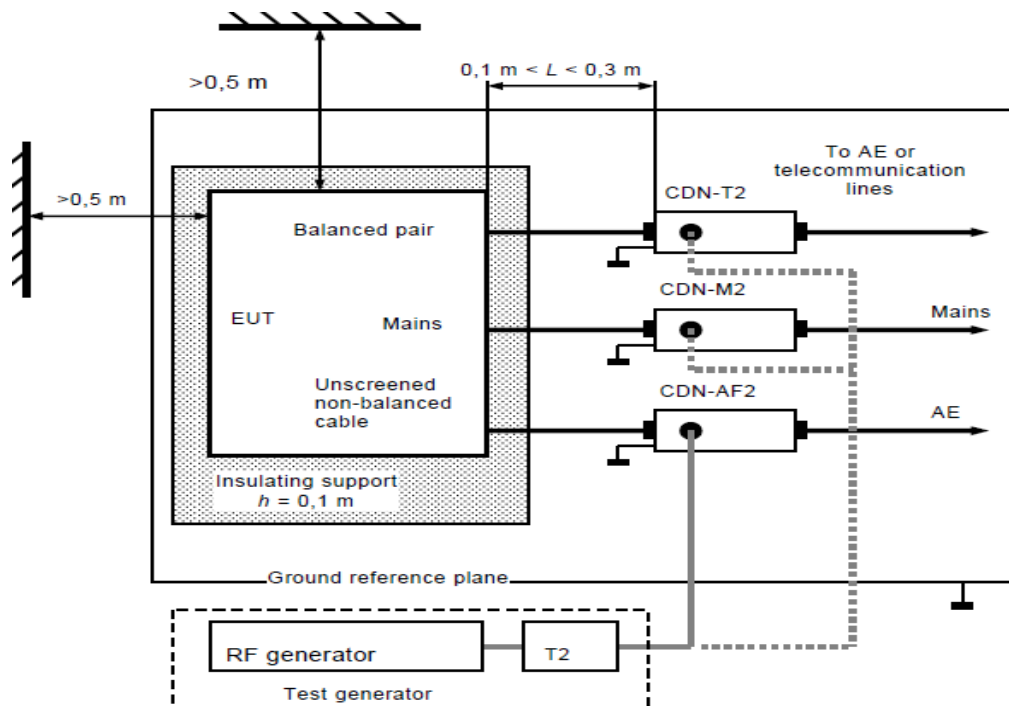 >0,5 m
0,1 m < L < 0,3 m
>0,5 m
To AE or
telecommunication
lines
CDN-T2
Balanced pair
CDN-M2
EUT
Mains
Mains
Unscreened
non-balanced
cable
CDN-AF2
AE
Insulating support
h = 0,1 m
Ground reference plane
RF generator
T2
Test generator